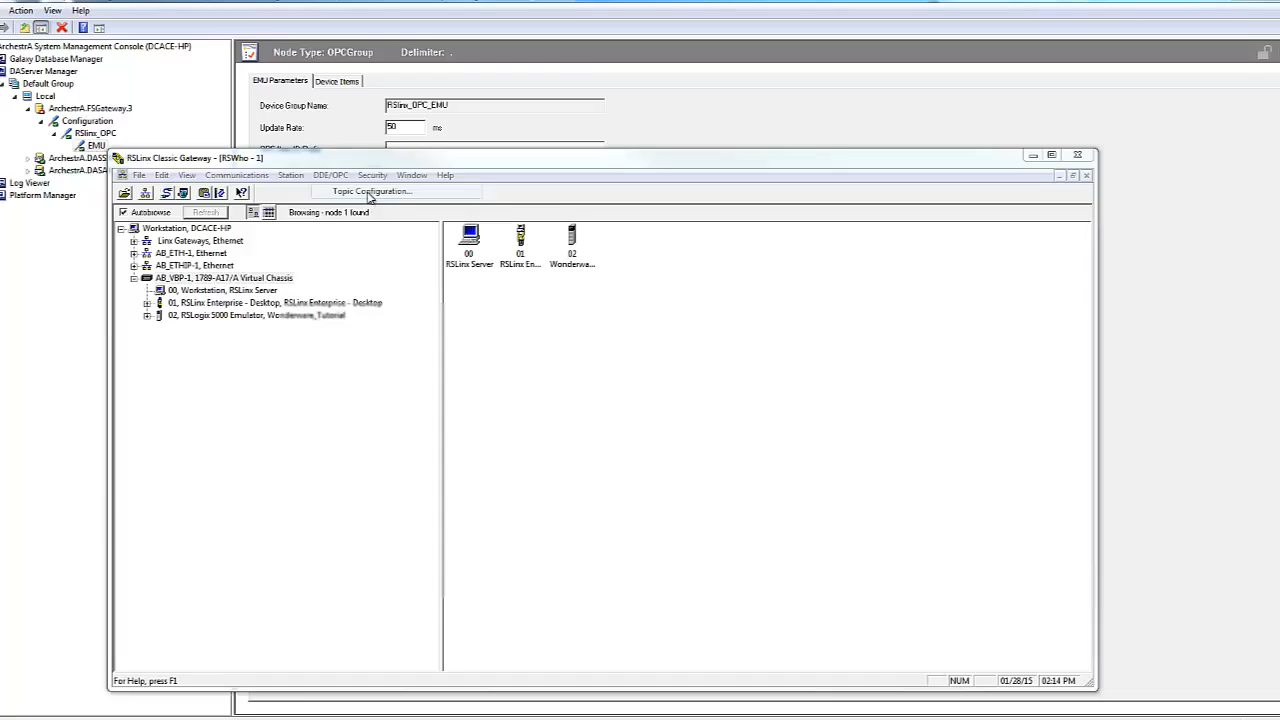 Action View Help
ArchestrA System Management Console (DCACE-HP)
Galaxy Database Manager
DAServer Manager
Default Group
Local
ArchestrA.FSGateway.3
Configuration
RSlinx_OPC
EMU
ArchestrA.DASS
ArchestrA.DASA
Log Viewer
Platform Manager
Node Type: OPCGroup Delimiter: .
EMU Parameters Device Items
Device Group Name: RSlinx_OPC_EMU
Update Rate: 50 ms
RSLinx Classic Gateway - [RSWho - 1]
File Edit View Communications Station DDE/OPC Security Window Help
Topic Configuration...
Autobrowse Refresh Browsing - node 1 found
Workstation, DCACE-HP
Linx Gateways, Ethernet
AB_ETH-1, Ethernet
AB_ETHIP-1, Ethernet
AB_VBP-1, 1789-A17/A Virtual Chassis
00, Workstation, RSLinx Server
01, RSLinx Enterprise - Desktop, RSLinx Enterprise - Desktop
02, RSLogix 5000 Emulator, Wonderware_Tutorial
00 01 02
RSLinx Server RSLinx En... Wonderwa...
For Help, press F1 NUM 01/28/15 02:14 PM